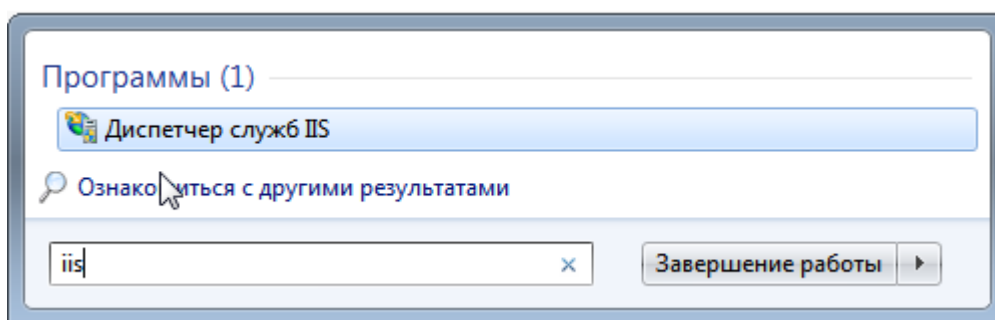 Программы (1)
Диспетчер служб IIS
Ознакомиться с другими результатами
iis
Завершение работы